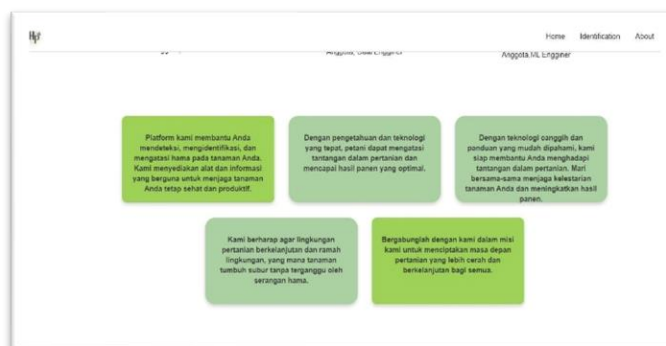 Home Identification About
Anggota, ML Engginer
Platform kami membantu Anda
mendeteksi, mengidentifikasi, dan
mengatasi hama pada tanaman Anda.
Kami menyediakan alat dan informasi
yang berguna untuk menjaga tanaman
Anda tetap sehat dan produktif.
Dengan pengetahuan dan teknologi
yang tepat, petani dapat mengatasi
tantangan dalam pertanian dan
mencapai hasil panen yang optimal.
Dengan teknologi canggih dan
panduan yang mudah dipahami, kami
siap membantu Anda menghadapi
tantangan dalam pertanian. Mari
bersama-sama menjaga kelestarian
tanaman Anda dan meningkatkan hasil
panen.
Kami berharap agar lingkungan
pertanian berkelanjutan dan ramah
lingkungan, yang mana tanaman
tumbuh subur tanpa terganggu oleh
serangan hama.
Bergabunglah dengan kami dalam misi
kami untuk menciptakan masa depan
pertanian yang lebih cerah dan
berkelanjutan bagi semua.